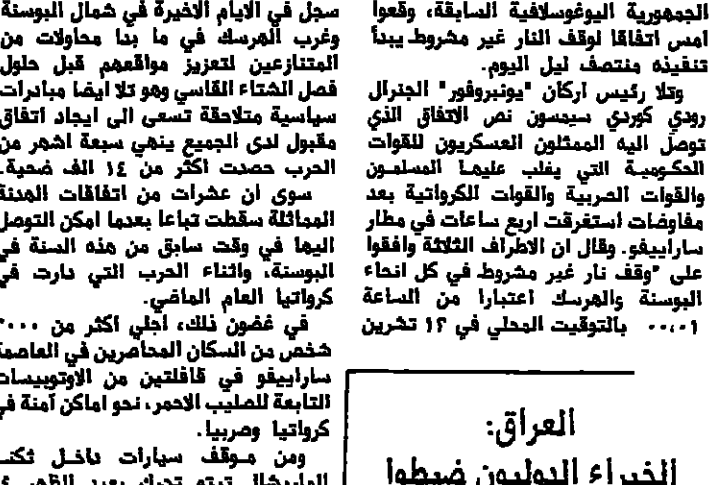 الجمهورية اليوغوسلافية السابقة، وقعوا
امس اتفاقا لوقف النار غير مشروط يبدأ
تنفيذه منتصف ليل اليوم.
وتلا رئيس اركان "يونبروفور" الجنرال
رودي كوردي سيمسون نص الاتفاق الذي
توصل اليه الممثلون العسكريون للقوات
الحكومية التي يغلب عليها المسلمون
والقوات الصربية والقوات الكرواتية بعد
مفاوضات استغرقت اربع ساعات في مطار
ساراييفو. وقال ان الاطراف الثلاثة وافقوا
على "وقف نار غير مشروط في كل انحاء
البوسنة والهرسك اعتبارا من الساعة
٠٠،٠١ بالتوقيت المحلي في ١٢ تشرين
سجل في الايام الاخيرة في شمال البوسنة
وغرب الهرسك في ما بدا محاولات من
المتنازعين لتعزيز مواقعهم قبل حلول
فصل الشتاء القاسي وهو تلا ايضا مبادرات
سياسية متلاحقة تسعى الى ايجاد اتفاق
مقبول لدى الجميع ينهي سبعة اشهر من
الحرب حصدت اكثر من ١٤ الف ضحية.
سوى ان عشرات من اتفاقات الهدنة
المماثلة سقطت تباعا بعدما امكن التوصل
اليها في وقت سابق من هذه السنة في
البوسنة، واثناء الحرب التي دارت في
كرواتيا العام الماضي.
في غضون ذلك، اجلي اكثر من
شخص من السكان المحاصرين في العاصمة
ساراييفو في قافلتين من الاوتوبيسات
التابعة للصليب الاحمر، نحو اماكن آمنة في
كرواتيا وصربيا.
ومن موقف سيارات داخل ثكنة
الماريشال تيتو تحرك بعيد الظهر
العراق:
الخبراء الدوليون ضبطوا